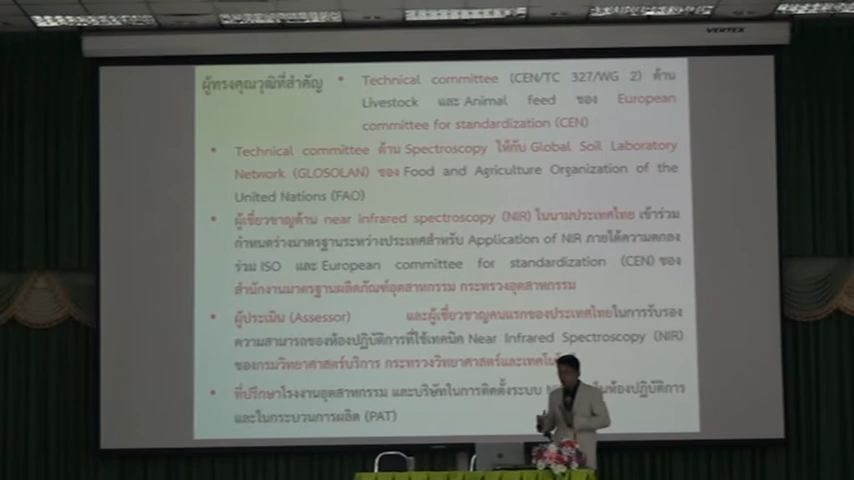 VERTEX
ผู้ทรงคุณวุฒิที่สำคัญ • Technical committee (CEN/TC 327/WG 2) ด้าน
Livestock และ Animal feed ของ European
committee for standardization (CEN)
• Technical committee ด้าน Spectroscopy ให้กับ Global Soil Laboratory
Network (GLOSOLAN) ของ Food and Agriculture Organization of the
United Nations (FAO)
• ผู้เชี่ยวชาญด้าน near infrared spectroscopy (NIR) ในนามประเทศไทย เข้าร่วม
กำหนดร่างมาตรฐานระหว่างประเทศสำหรับ Application of NIR ภายใต้ความตกลง
ร่วม ISO และ European committee for standardization (CEN) ของ
สำนักงานมาตรฐานผลิตภัณฑ์อุตสาหกรรม กระทรวงอุตสาหกรรม
• ผู้ประเมิน (Assessor) และผู้เชี่ยวชาญคนแรกของประเทศไทยในการรับรอง
ความสามารถของห้องปฏิบัติการที่ใช้เทคนิค Near Infrared Spectroscopy (NIR)
ของกรมวิทยาศาสตร์บริการ กระทรวงวิทยาศาสตร์และเทคโน
• ที่ปรึกษาโรงงานอุตสาหกรรม และบริษัทในการติดตั้งระบบ ในห้องปฏิบัติการ
และในกระบวนการผลิต (PAT)